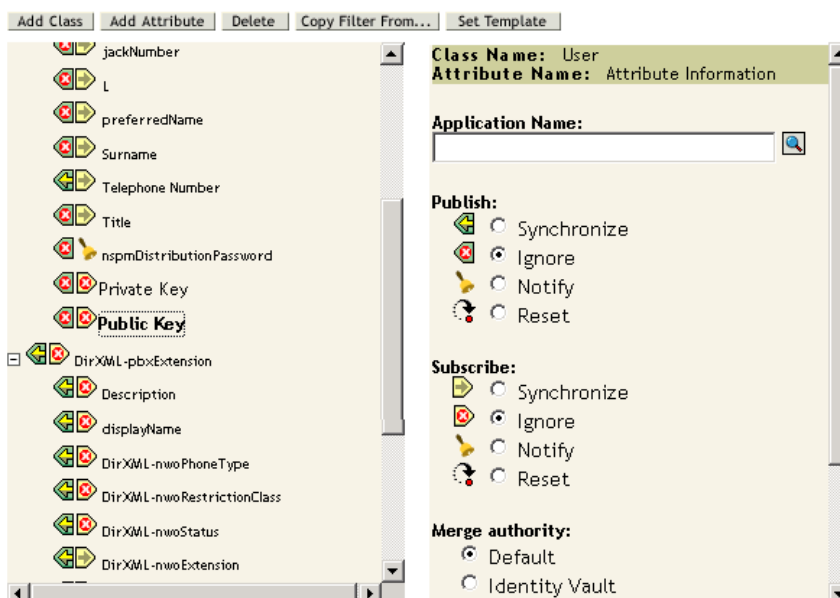 Add Class Add Attribute Delete Copy Filter From... Set Template
jackNumber
L
preferredName
Surname
Telephone Number
Title
nspmDistributionPassword
Private Key
Public Key
DirXML-pbxExtension
Description
displayName
DirXML-nwoPhoneType
DirXML-nwoRestrictionClass
DirXML-nwoStatus
DirXML-nwoExtension
Class Name: User
Attribute Name: Attribute Information
Application Name:
Publish:
Synchronize
Ignore
Notify
Reset
Subscribe:
Synchronize
Ignore
Notify
Reset
Merge authority:
Default
Identity Vault